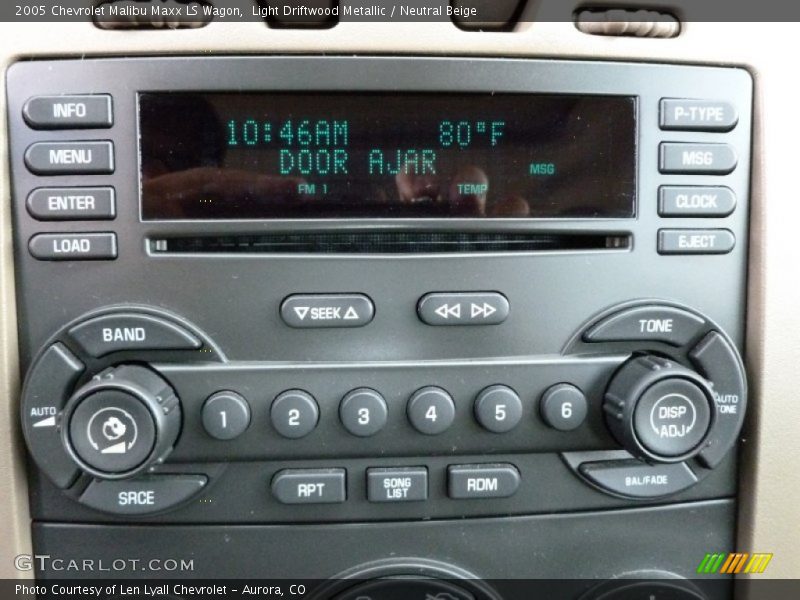 2005 Chevrolet Malibu Maxx LS Wagon,  Light Driftwood Metallic / Neutral Beige
INFO
MENU
ENTER
LOAD
10:46AM 80°F
DOOR AJAR MSG
FM 1 TEMP
P-TYPE
MSG
CLOCK
EJECT
SEEK
BAND
TONE
AUTO
AUTO TONE
1 2 3 4 5 6
DISP
ADJ
SRCE
RPT
SONG
LIST
RDM
BAL/FADE
GTCARLOT.COM
Photo Courtesy of Len Lyall Chevrolet – Aurora, CO